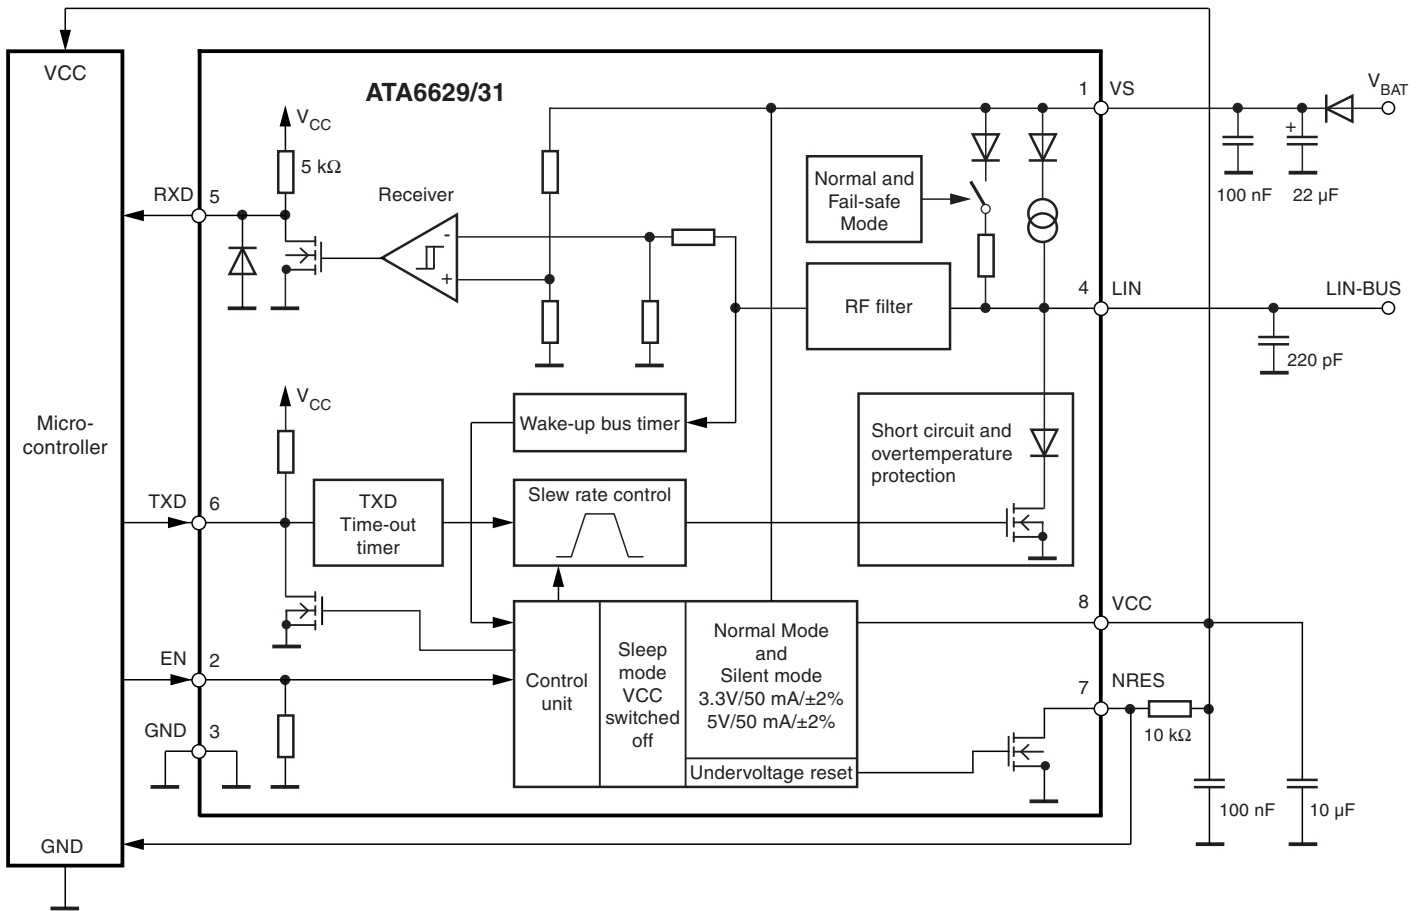 VCC
ATA6629/31
1
VS
VBAT
VCC
5 kΩ
RXD
5
Receiver
-
+
Normal and
Fail-safe
Mode
100 nF
+
22 µF
RF filter
4
LIN
LIN-BUS
220 pF
VCC
Micro-
controller
Wake-up bus timer
Short circuit and
overtemperature
protection
TXD
6
TXD
Time-out
timer
Slew rate control
8
VCC
EN
2
Control
unit
Sleep
mode
VCC
switched
off
Normal Mode
and
Silent mode
3.3V/50 mA/±2%
5V/50 mA/±2%
Undervoltage reset
7
NRES
10 kΩ
GND
3
100 nF
10 µF
GND